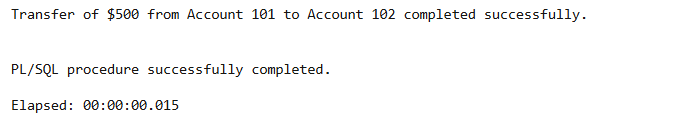 Transfer of $500 from Account 101 to Account 102 completed successfully.
PL/SQL procedure successfully completed.
Elapsed: 00:00:00.015